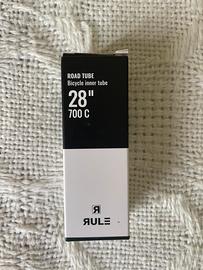 ROAD TUBE
Bicycle inner tube
28"
700 C
R
RULE